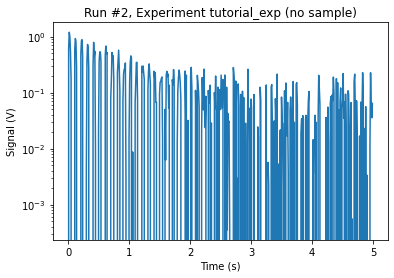 Run #2, Experiment tutorial_exp (no sample)
Signal (V)
10⁰
10⁻¹
10⁻²
10⁻³
0 1 2 3 4 5
Time (s)